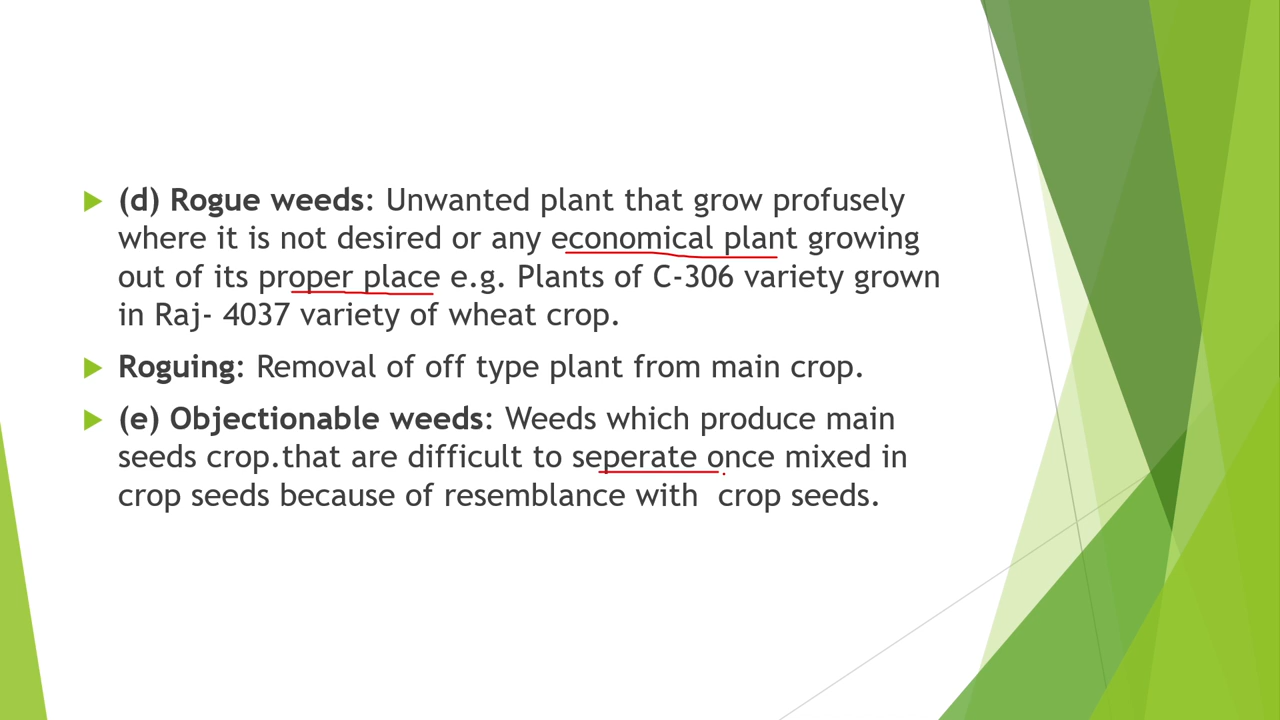 (d) Rogue weeds: Unwanted plant that grow profusely
where it is not desired or any economical plant growing
out of its proper place e.g. Plants of C-306 variety grown
in Raj- 4037 variety of wheat crop.
Roguing: Removal of off type plant from main crop.
(e) Objectionable weeds: Weeds which produce main
seeds crop.that are difficult to seperate once mixed in
crop seeds because of resemblance with  crop seeds.